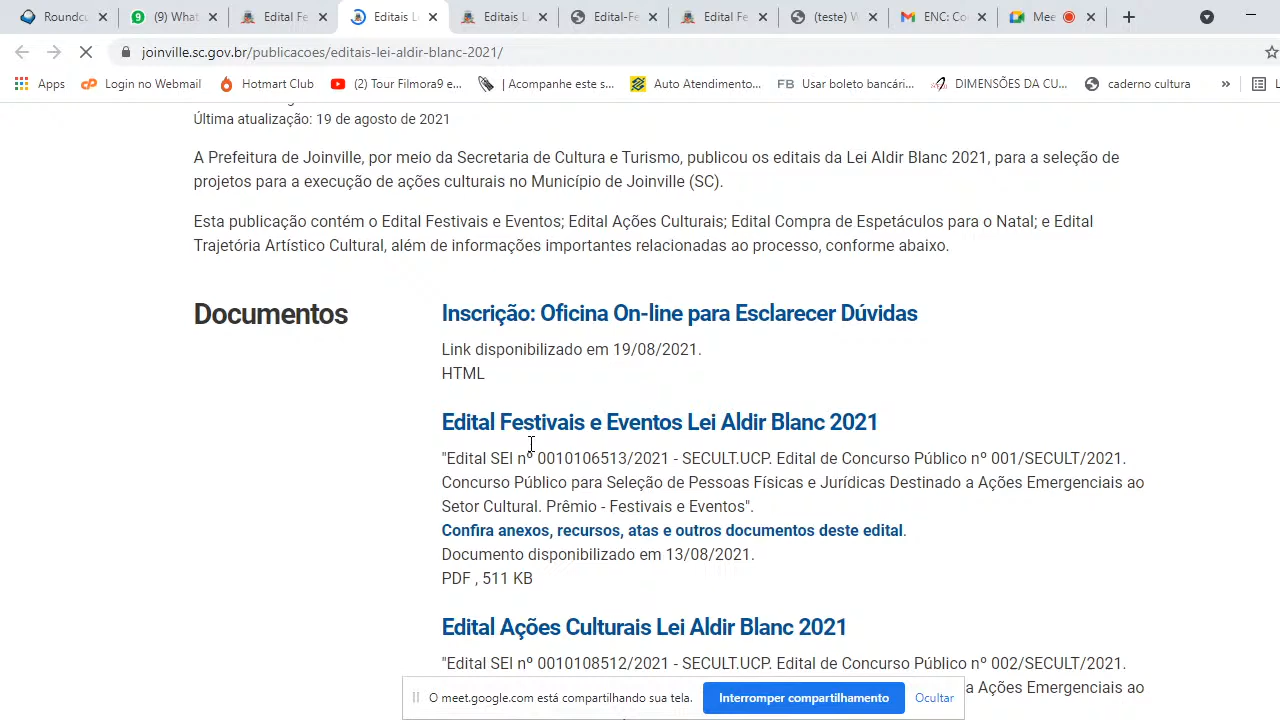 Roundcu
(9) What
Edital Fe
Editais L
Editais L
Edital-Fe
Edital Fe
(teste) W
ENC: Co
Mee
joinville.sc.gov.br/publicacoes/editais-lei-aldir-blanc-2021/
Apps
Login no Webmail
Hotmart Club
(2) Tour Filmora9 e...
| Acompanhe este s...
Auto Atendimento...
FB Usar boleto bancári...
DIMENSÕES DA CU...
caderno cultura
»
Última atualização: 19 de agosto de 2021
A Prefeitura de Joinville, por meio da Secretaria de Cultura e Turismo, publicou os editais da Lei Aldir Blanc 2021, para a seleção de
projetos para a execução de ações culturais no Município de Joinville (SC).
Esta publicação contém o Edital Festivais e Eventos; Edital Ações Culturais; Edital Compra de Espetáculos para o Natal; e Edital
Trajetória Artístico Cultural, além de informações importantes relacionadas ao processo, conforme abaixo.
Documentos
Inscrição: Oficina On-line para Esclarecer Dúvidas
Link disponibilizado em 19/08/2021.
HTML
Edital Festivais e Eventos Lei Aldir Blanc 2021
"Edital SEI nº 0010106513/2021 - SECULT.UCP. Edital de Concurso Público nº 001/SECULT/2021.
Concurso Público para Seleção de Pessoas Físicas e Jurídicas Destinado a Ações Emergenciais ao
Setor Cultural. Prêmio - Festivais e Eventos".
Confira anexos, recursos, atas e outros documentos deste edital.
Documento disponibilizado em 13/08/2021.
PDF , 511 KB
Edital Ações Culturais Lei Aldir Blanc 2021
"Edital SEI nº 0010108512/2021 - SECULT.UCP. Edital de Concurso Público nº 002/SECULT/2021.
a Ações Emergenciais ao
O meet.google.com está compartilhando sua tela.
Interromper compartilhamento
Ocultar